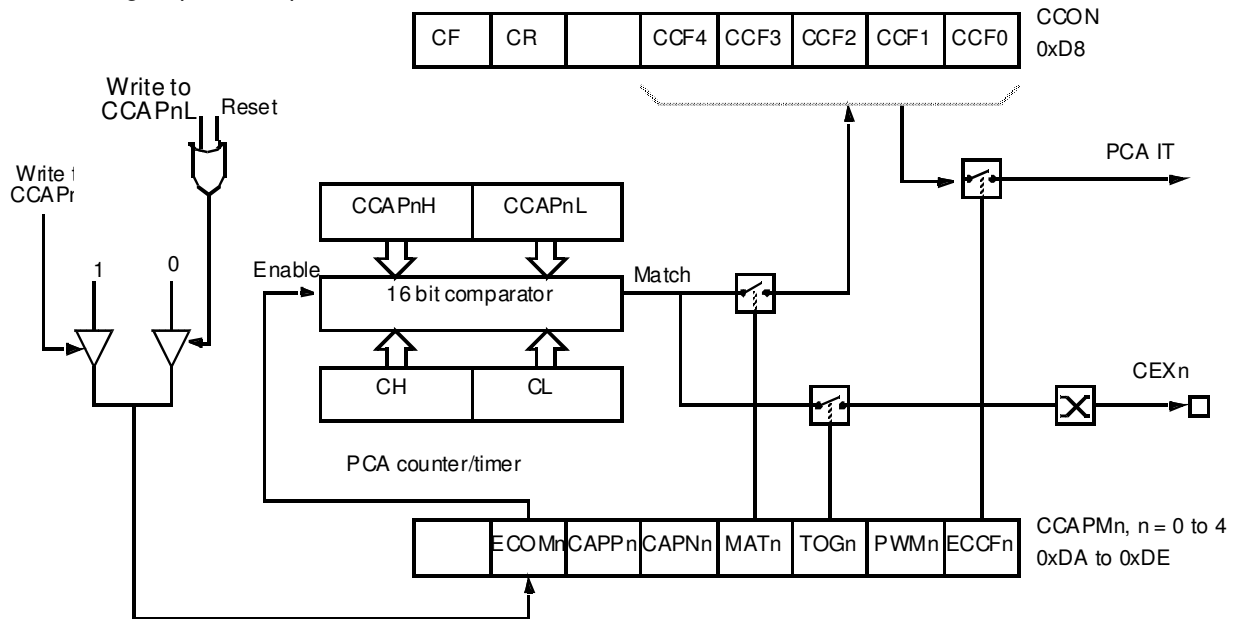 CCON
CF CR CCF4 CCF3 CCF2 CCF1 CCF0
0xD8
Write to
CCAPnL
Reset
PCA IT
Write
CCAPnH CCAPnL
1 0
Enable
16 bit comparator
Match
CH CL
CEXn
PCA counter/timer
ECOMn CAPPn CAPNn MATn TOGn PWMn ECCFn
CCAPMn, n = 0 to 4
0xDA to 0xDE